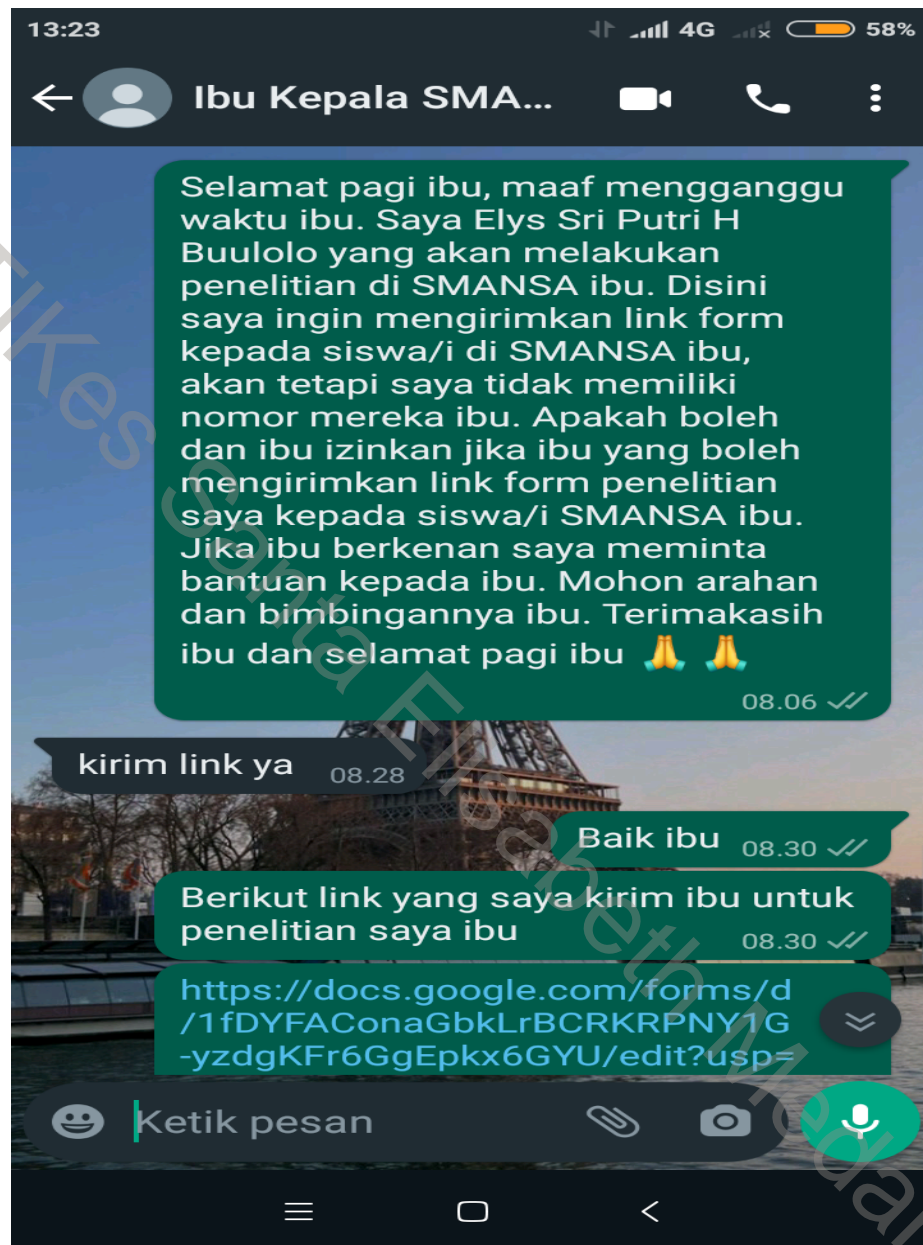 13:23
4G 58%
Ibu Kepala SMA...
Selamat pagi ibu, maaf mengganggu
waktu ibu. Saya Elys Sri Putri H
Buulolo yang akan melakukan
penelitian di SMANSA ibu. Disini
saya ingin mengirimkan link form
kepada siswa/i di SMANSA ibu,
akan tetapi saya tidak memiliki
nomor mereka ibu. Apakah boleh
dan ibu izinkan jika ibu yang boleh
mengirimkan link form penelitian
saya kepada siswa/i SMANSA ibu.
Jika ibu berkenan saya meminta
bantuan kepada ibu. Mohon arahan
dan bimbingannya ibu. Terimakasih
ibu dan selamat pagi ibu 🙏 🙏
08.06
kirim link ya 08.28
Baik ibu 08.30
Berikut link yang saya kirim ibu untuk
penelitian saya ibu 08.30
https://docs.google.com/forms/d
/1fDYFAConaGbkLrBCRKRPNY1G
-yzdgKFr6GgEpkx6GYU/edit?usp=
Ketik pesan
TIKes Santa Elisabeth Medan